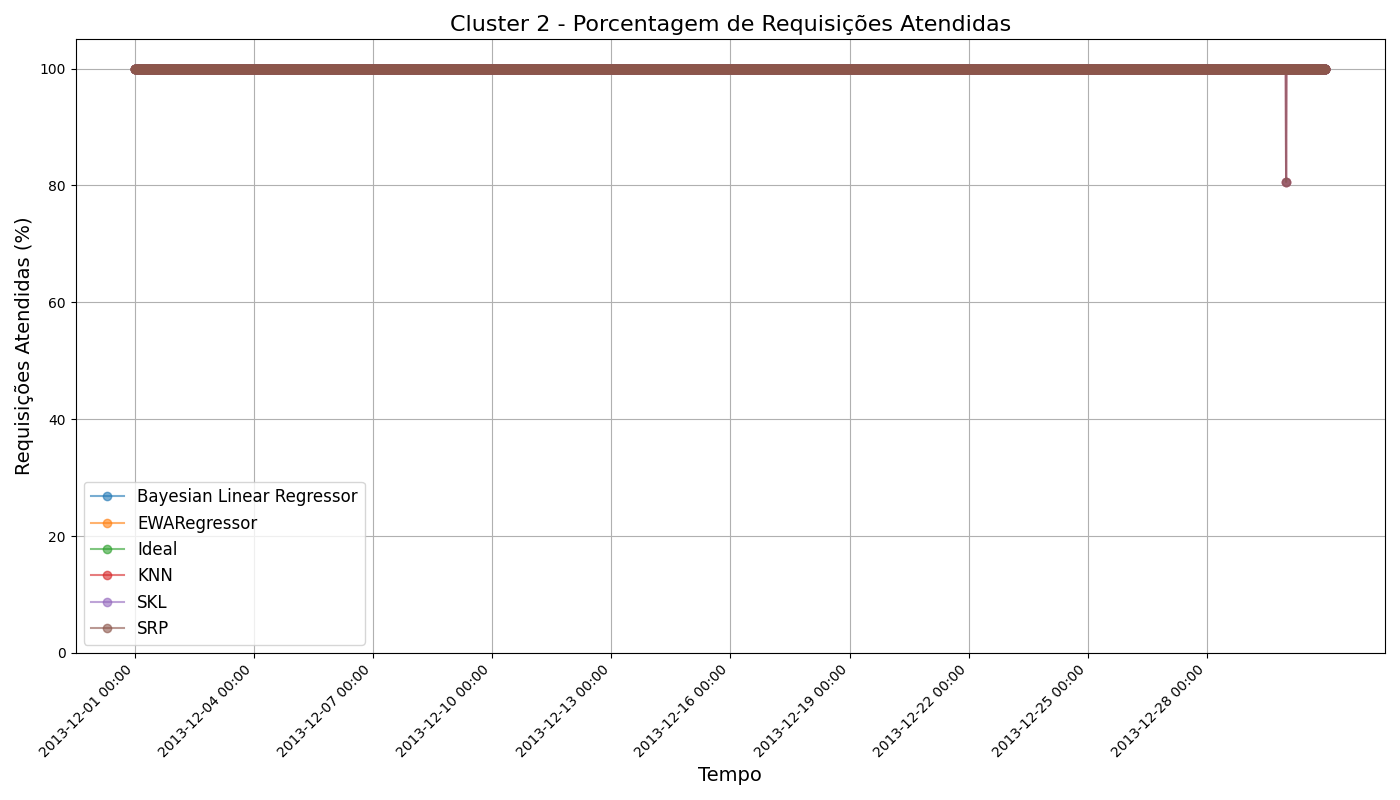 Cluster 2 - Porcentagem de Requisições Atendidas
Requisições Atendidas (%)
100
80
60
40
20
0
Bayesian Linear Regressor
EWARegressor
Ideal
KNN
SKL
SRP
2013-12-01 00:00
2013-12-04 00:00
2013-12-07 00:00
2013-12-10 00:00
2013-12-13 00:00
2013-12-16 00:00
2013-12-19 00:00
2013-12-22 00:00
2013-12-25 00:00
2013-12-28 00:00
Tempo